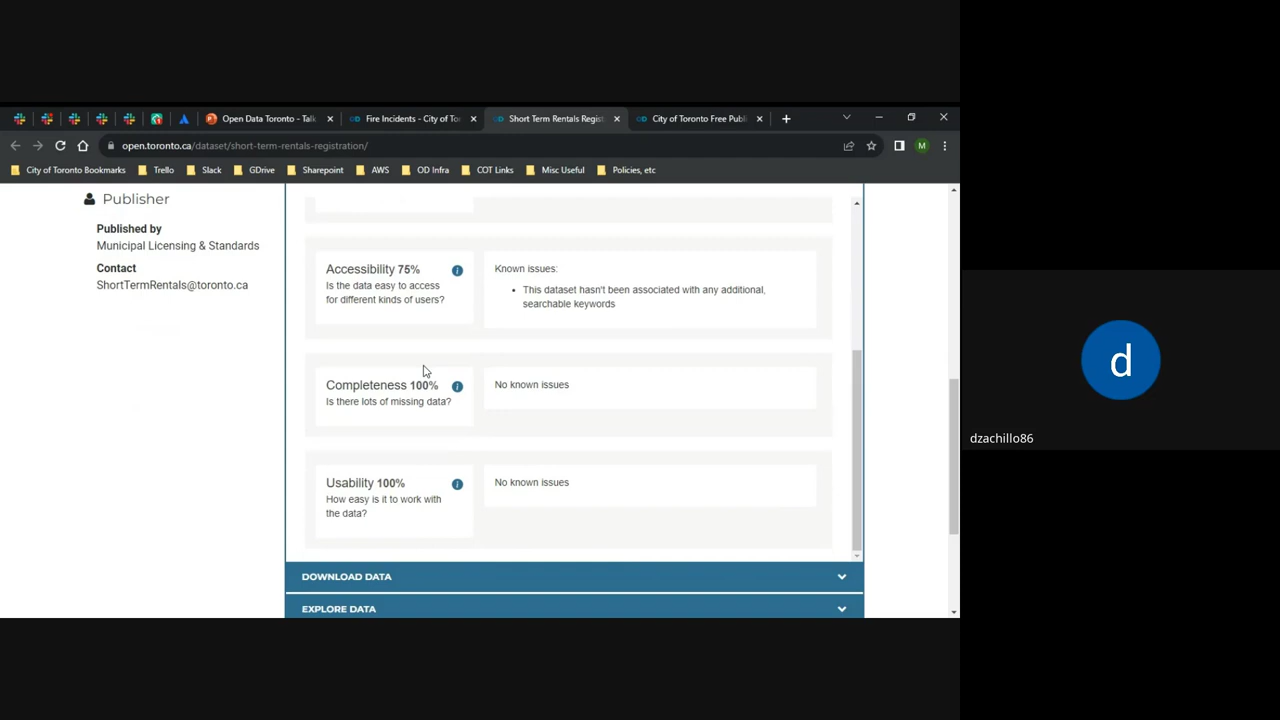 Open Data Toronto - Talk
Fire Incidents - City of Tor
Short Term Rentals Regist
City of Toronto Free Publi
open.toronto.ca/dataset/short-term-rentals-registration/
M
City of Toronto Bookmarks
Trello
Slack
GDrive
Sharepoint
AWS
OD Infra
COT Links
Misc Useful
Policies, etc
Publisher
Published by
Municipal Licensing & Standards
Contact
ShortTermRentals@toronto.ca
Accessibility 75%
Is the data easy to access
for different kinds of users?
Known issues:
This dataset hasn't been associated with any additional,
searchable keywords
Completeness 100%
Is there lots of missing data?
No known issues
Usability 100%
How easy is it to work with
the data?
No known issues
DOWNLOAD DATA
EXPLORE DATA
d
dzachillo86